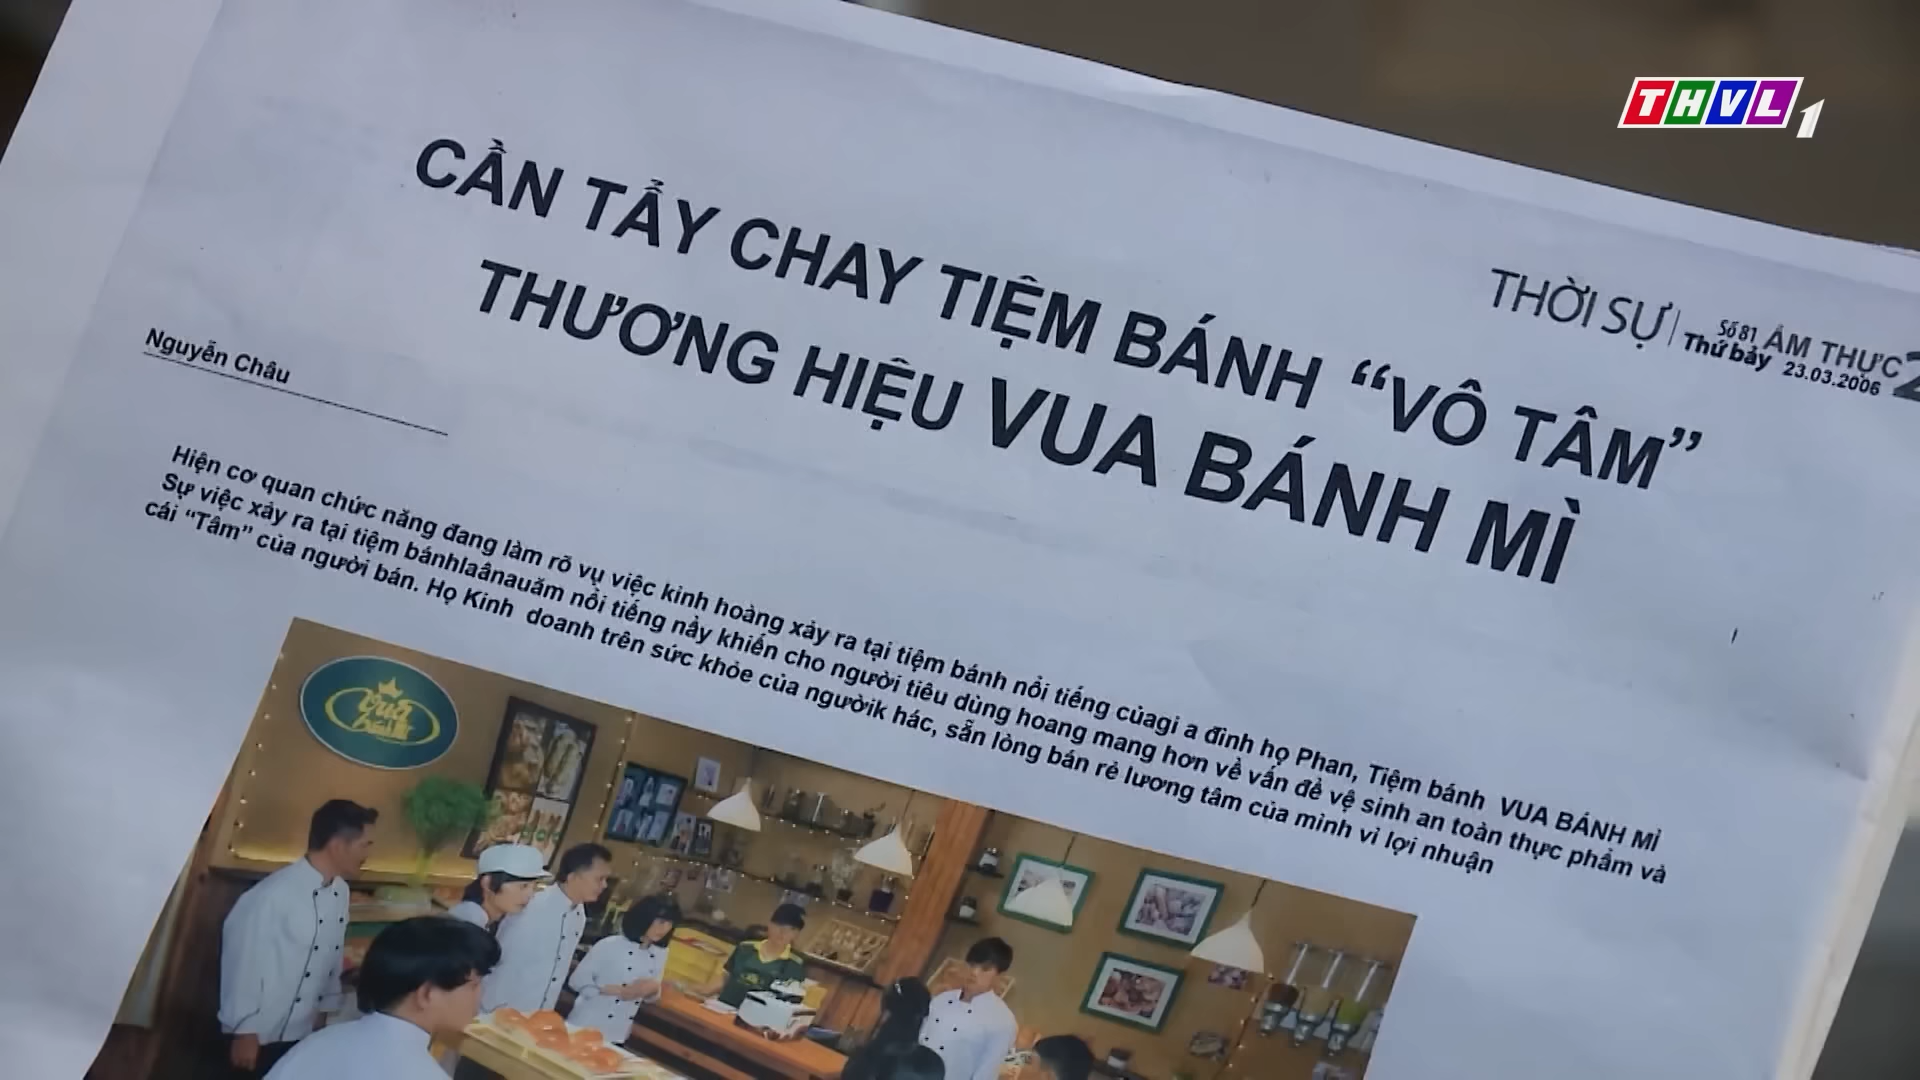 THVL1
CẦN TẨY CHAY TIỆM BÁNH “VÔ TÂM”
THƯƠNG HIỆU VUA BÁNH MÌ
THỜI SỰ
Số 81 ẨM THỰC
Thứ bảy 23.03.2006
Nguyễn Châu
Hiện cơ quan chức năng đang làm rõ vụ việc kinh hoàng xảy ra tại tiệm bánh nổi tiếng củagi a đình họ Phan, Tiệm bánh VUA BÁNH MÌ
Sự việc xảy ra tại tiệm bánhlaânauăm nổi tiếng nầy khiến cho người tiêu dùng hoang mang hơn về vấn đề vệ sinh an toàn thực phẩm và
cái “Tâm” của người bán. Họ Kinh doanh trên sức khỏe của ngườik hác, sẵn lòng bán rẻ lương tâm của mình vì lợi nhuận
Vua
bánh mì